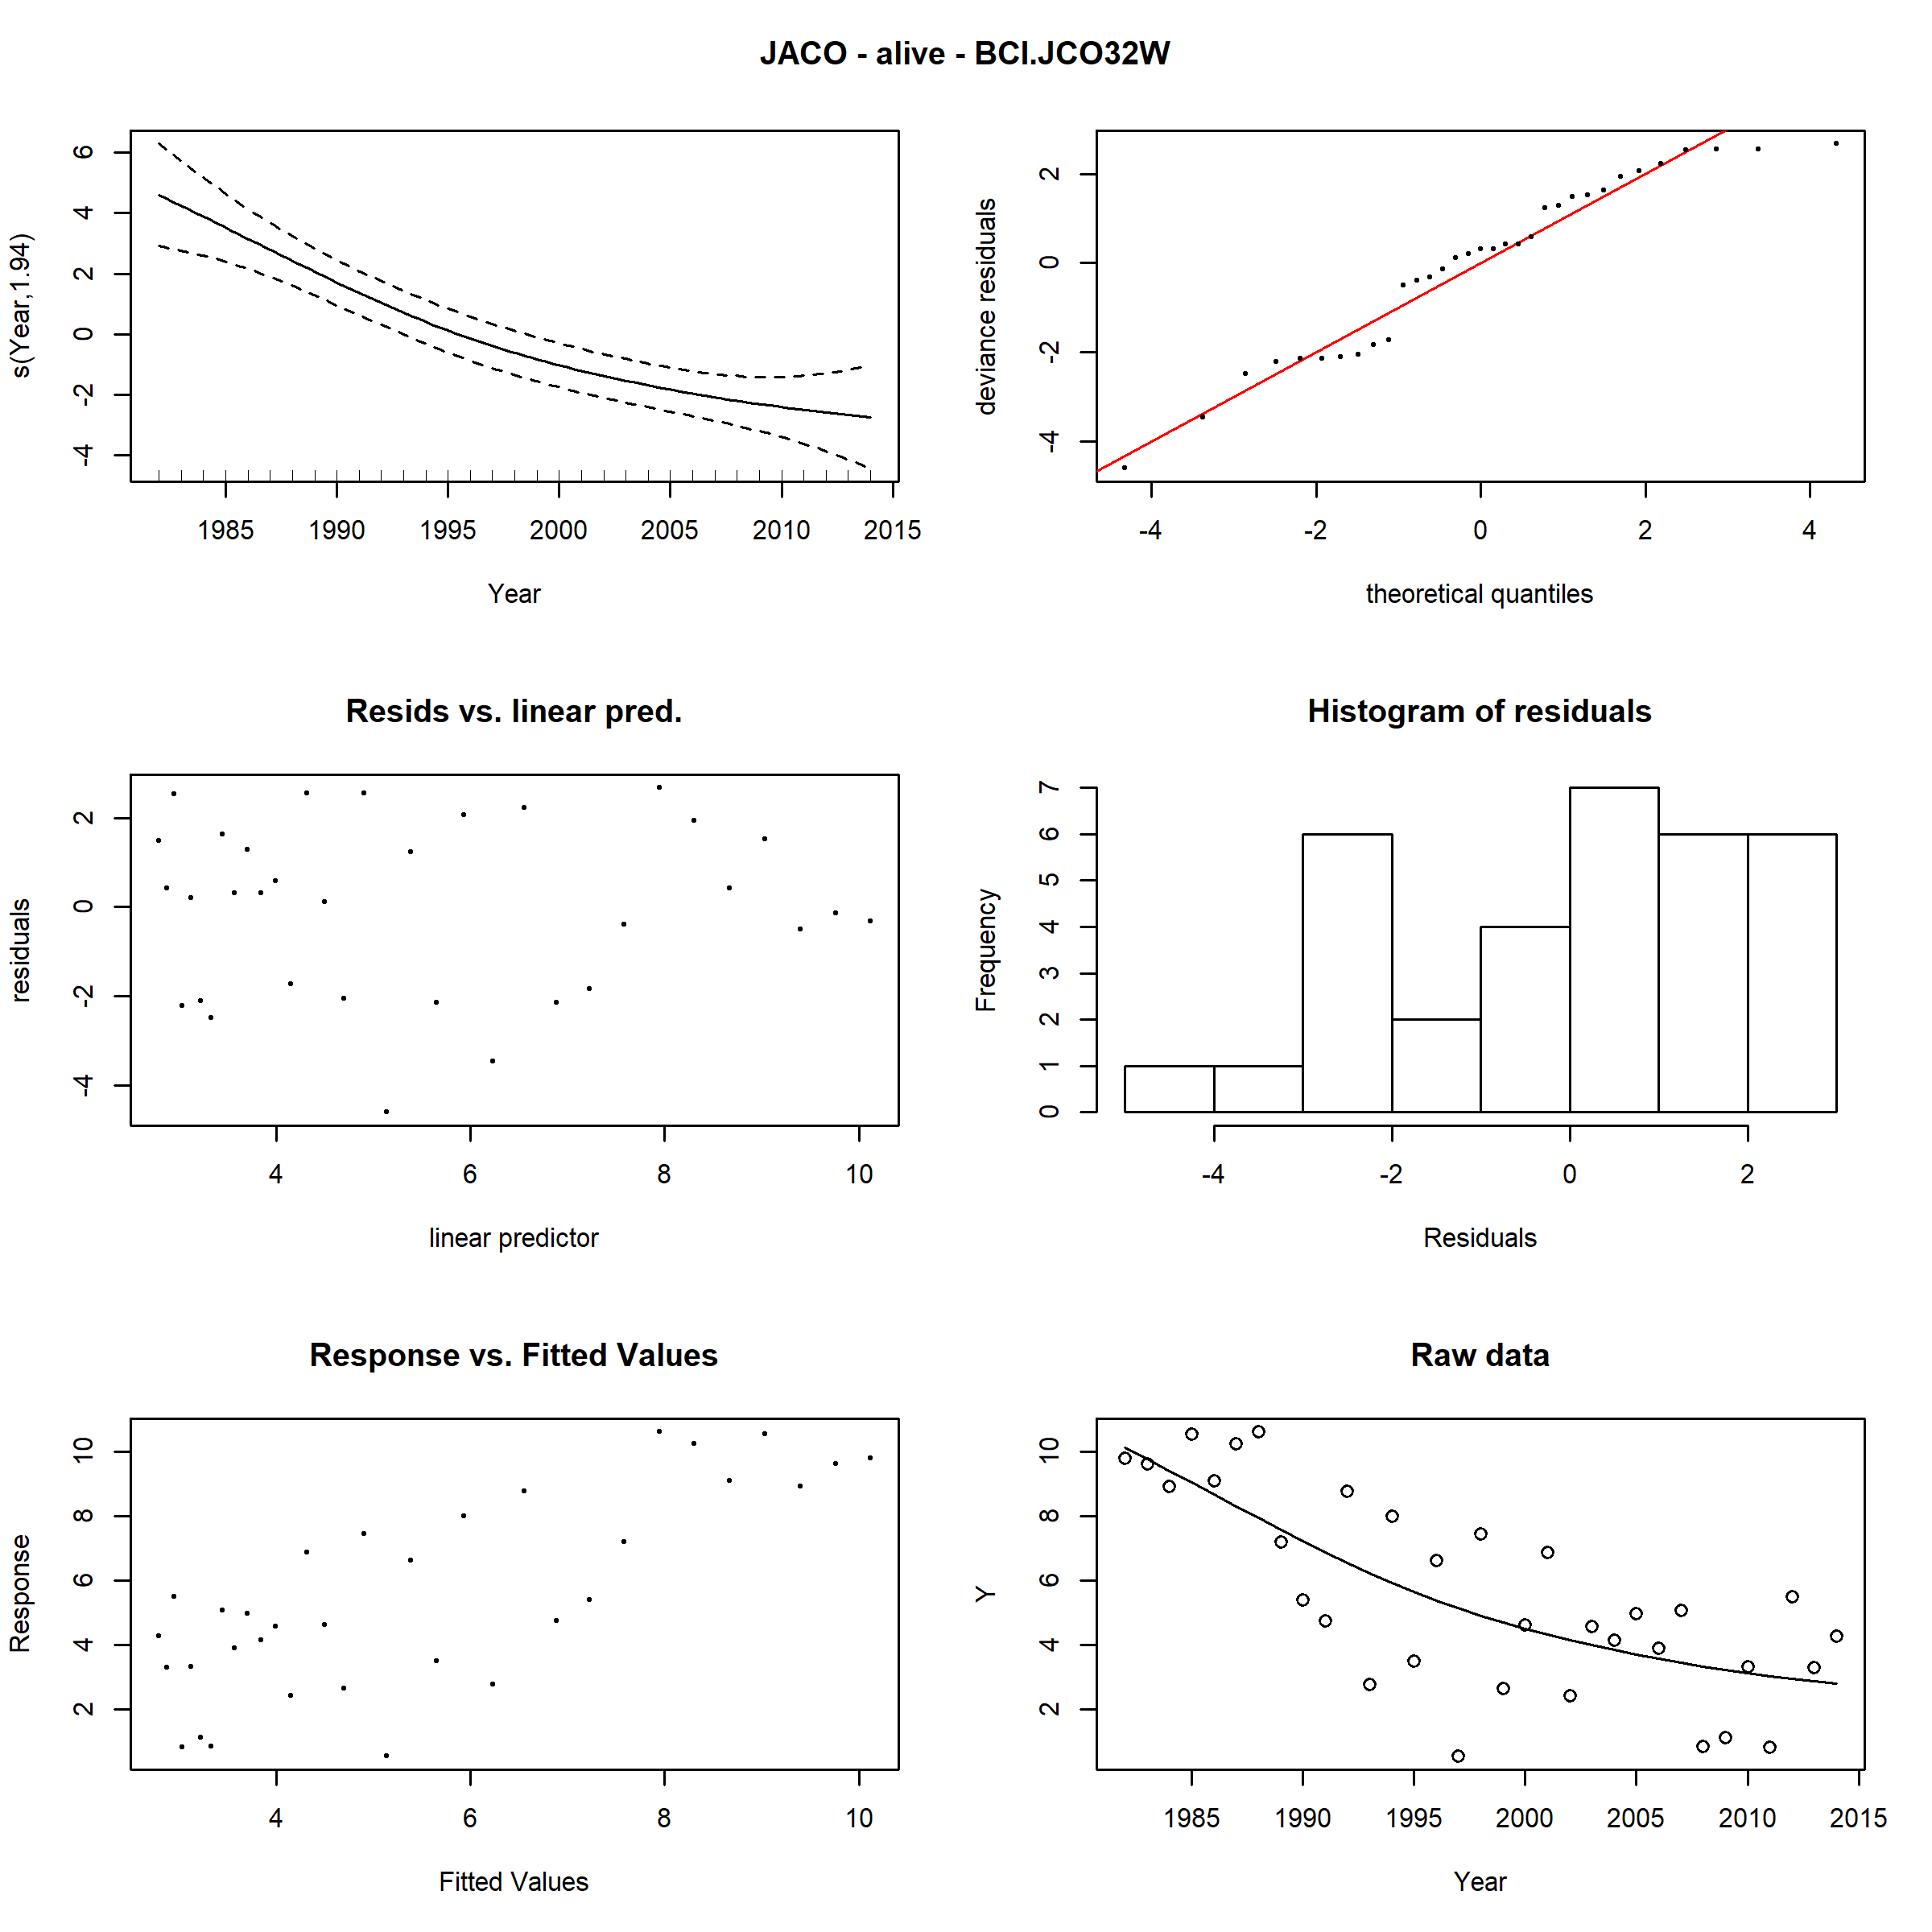 JACO - alive - BCI.JCO32W
s(Year,1.94)
6
4
2
0
-2
-4
1985 1990 1995 2000 2005 2010 2015
Year
deviance residuals
2
0
-2
-4
-4 -2 0 2 4
theoretical quantiles
Resids vs. linear pred.
residuals
2
0
-2
-4
4 6 8 10
linear predictor
Histogram of residuals
Frequency
7
6
5
4
3
2
1
0
-4 -2 0 2
Residuals
Response vs. Fitted Values
Response
10
8
6
4
2
4 6 8 10
Fitted Values
Raw data
Y
10
8
6
4
2
1985 1990 1995 2000 2005 2010 2015
Year